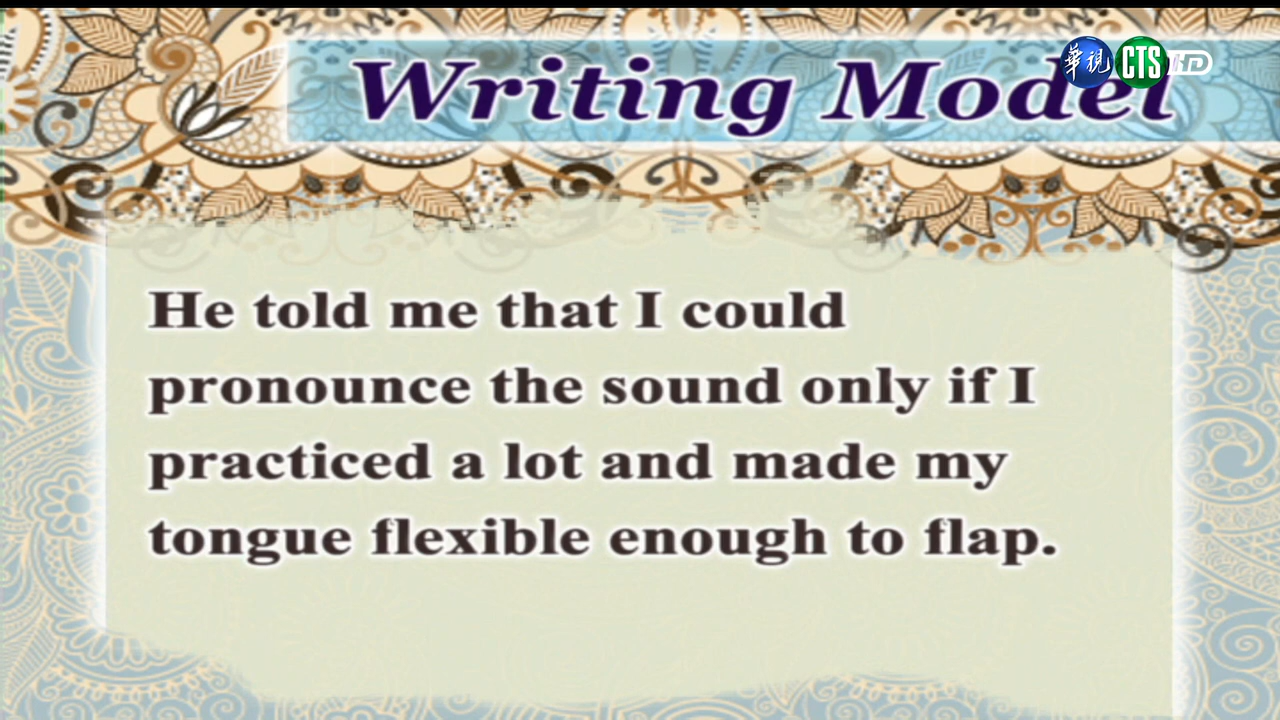 Writing Model
華視 CTS HD
He told me that I could
pronounce the sound only if I
practiced a lot and made my
tongue flexible enough to flap.